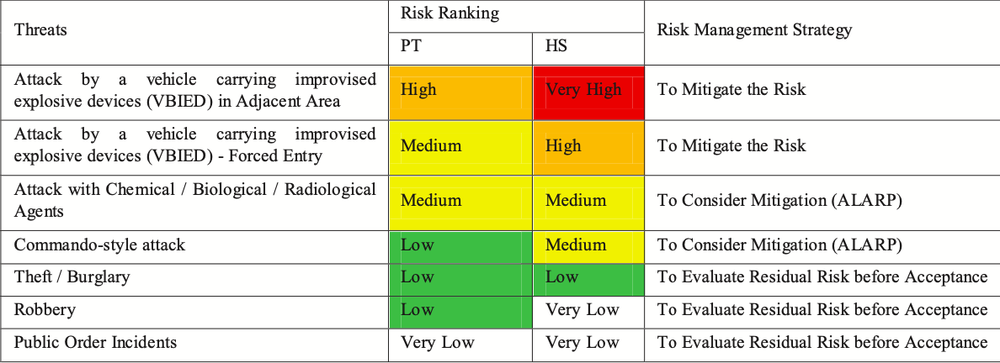 Threats
Risk Ranking
Risk Management Strategy
PT
HS
Attack by a vehicle carrying improvised
explosive devices (VBIED) in Adjacent Area
High
Very High
To Mitigate the Risk
Attack by a vehicle carrying improvised
explosive devices (VBIED) - Forced Entry
Medium
High
To Mitigate the Risk
Attack with Chemical / Biological / Radiological
Agents
Medium
Medium
To Consider Mitigation (ALARP)
Commando-style attack
Low
Medium
To Consider Mitigation (ALARP)
Theft / Burglary
Low
Low
To Evaluate Residual Risk before Acceptance
Robbery
Low
Very Low
To Evaluate Residual Risk before Acceptance
Public Order Incidents
Very Low
Very Low
To Evaluate Residual Risk before Acceptance